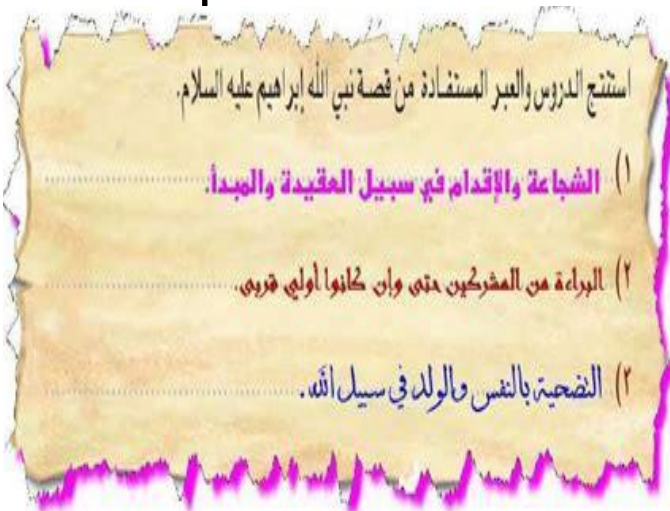 استنتج الدروس والعبر المستفادة من قصة نبي الله إبراهيم عليه السلام.
١) الشجاعة والإقدام في سبيل العقيدة والمبدأ.
٢) البراءة من المشركين حتى وإن كانوا أولي قربى.
٣) التضحية بالنفس والولد في سبيل الله.